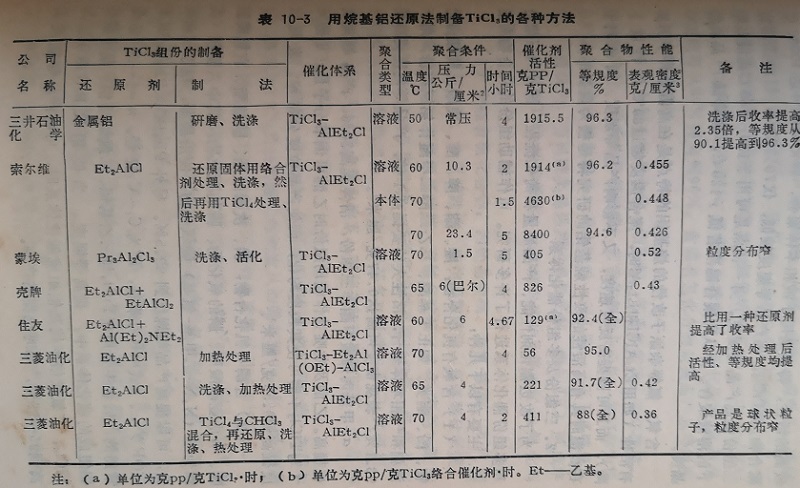 表 10-3 用烷基铝还原法制备TiCl₃的各种方法
公司名称 TiCl₃组份的制备 催化体系 聚合类型 聚合条件 催化剂活性克PP/克TiCl₃ 聚合物性能 备注
还原剂 制法 温度℃ 压力公斤/厘米² 时间小时 等规度% 表观密度克/厘米³
三井石油化学 金属铝 研磨、洗涤 TiCl₃-AlEt₂Cl 溶液 50 常压 4 1915.5 96.3 洗涤后收率提高2.35倍,等规度从90.1提高到96.3%
索尔维 Et₂AlCl 还原固体用络合剂处理、洗涤,然后再用TiCl₄处理、洗涤 TiCl₃-AlEt₂Cl 溶液 60 10.3 2 1914(a) 96.2 0.455
本体 70 1.5 4630(b) 0.448
70 23.4 5 8400 94.6 0.426
蒙埃 Pr₃Al₂Cl₃ 洗涤、活化 TiCl₃-AlEt₂Cl 溶液 70 1.5 5 405 0.52 粒度分布窄
壳牌 Et₂AlCl+EtAlCl₂ TiCl₃-AlEt₂Cl 65 6(巴尔) 4 826 0.43
住友 Et₂AlCl+Al(Et)₂NEt₂ TiCl₃-AlEt₂Cl 溶液 60 6 4.67 129(a) 92.4(全) 比用一种还原剂提高了收率
三菱油化 Et₂AlCl 加热处理 TiCl₃-Et₂Al(OEt)-AlCl₃ 溶液 70 4 56 95.0 经加热处理后活性、等规度均提高
三菱油化 Et₂AlCl 洗涤、加热处理 TiCl₃-AlEt₂Cl 溶液 65 4 221 91.7(全) 0.42
三菱油化 Et₂AlCl TiCl₄与CHCl₃混合,再还原、洗涤、热处理 TiCl₃-AlEt₂Cl 溶液 70 4 2 411 88(全) 0.36 产品是球状粒子,粒度分布窄
注:(a)单位为克pp/克TiCl₃·时;(b)单位为克pp/克TiCl₃络合催化剂·时。Et——乙基。